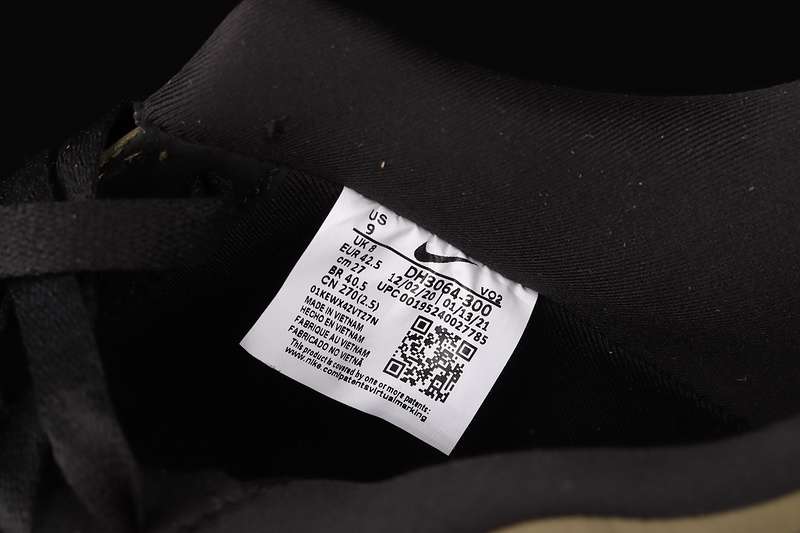 US
9
UK 8
EUR 42.5
cm 27
BR 40.5
CN 270(2.5)
01KEWX42VT27N
VO2
DH3064-300
12/02/20 | 01/13/21
UPC 00195240027785
MADE IN VIETNAM
HECHO EN VIETNAM
FABRIQUE AU VIETNAM
FABRICADO NO VIETNÃ
This product is covered by one or more patents:
www.nike.com/patentsvirtualmarking